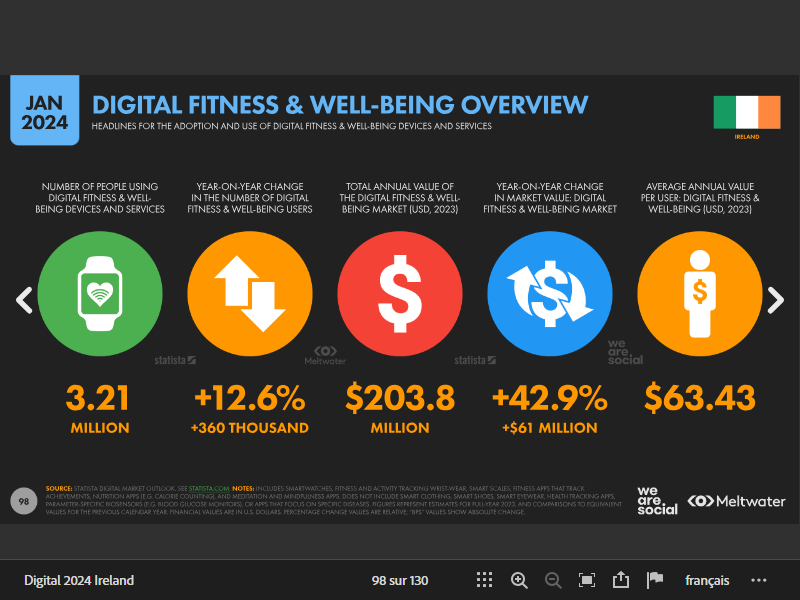 JAN
2024
DIGITAL FITNESS & WELL-BEING OVERVIEW
HEADLINES FOR THE ADOPTION AND USE OF DIGITAL FITNESS & WELL-BEING DEVICES AND SERVICES
IRELAND
NUMBER OF PEOPLE USING
DIGITAL FITNESS & WELL-
BEING DEVICES AND SERVICES
YEAR-ON-YEAR CHANGE
IN THE NUMBER OF DIGITAL
FITNESS & WELL-BEING USERS
TOTAL ANNUAL VALUE OF
THE DIGITAL FITNESS & WELL-
BEING MARKET (USD, 2023)
YEAR-ON-YEAR CHANGE
IN MARKET VALUE: DIGITAL
FITNESS & WELL-BEING MARKET
AVERAGE ANNUAL VALUE
PER USER: DIGITAL FITNESS &
WELL-BEING (USD, 2023)
$
$
$
statista
Meltwater
statista
we
are.
social
3.21
MILLION
+12.6%
+360 THOUSAND
$203.8
MILLION
+42.9%
+$61 MILLION
$63.43
98
SOURCE: STATISTA DIGITAL MARKET OUTLOOK. SEE STATISTA.COM. NOTES: INCLUDES SMARTWATCHES, FITNESS AND ACTIVITY TRACKING WRIST-WEAR, SMART SCALES, FITNESS APPS THAT TRACK
ACHIEVEMENTS, NUTRITION APPS (E.G. CALORIE COUNTING), AND MEDITATION AND MINDFULNESS APPS. DOES NOT INCLUDE SMART CLOTHING, SMART SHOES, SMART EYEWEAR, HEALTH TRACKING APPS,
PARAMETER-SPECIFIC BIOSENSORS (E.G. BLOOD GLUCOSE MONITORS), OR APPS THAT FOCUS ON SPECIFIC DISEASES. FIGURES REPRESENT ESTIMATES FOR FULL-YEAR 2023, AND COMPARISONS TO EQUIVALENT
VALUES FOR THE PREVIOUS CALENDAR YEAR. FINANCIAL VALUES ARE IN U.S. DOLLARS. PERCENTAGE CHANGE VALUES ARE RELATIVE. "BPS" VALUES SHOW ABSOLUTE CHANGE.
we
are.
social
Meltwater
Digital 2024 Ireland
98 sur 130
français